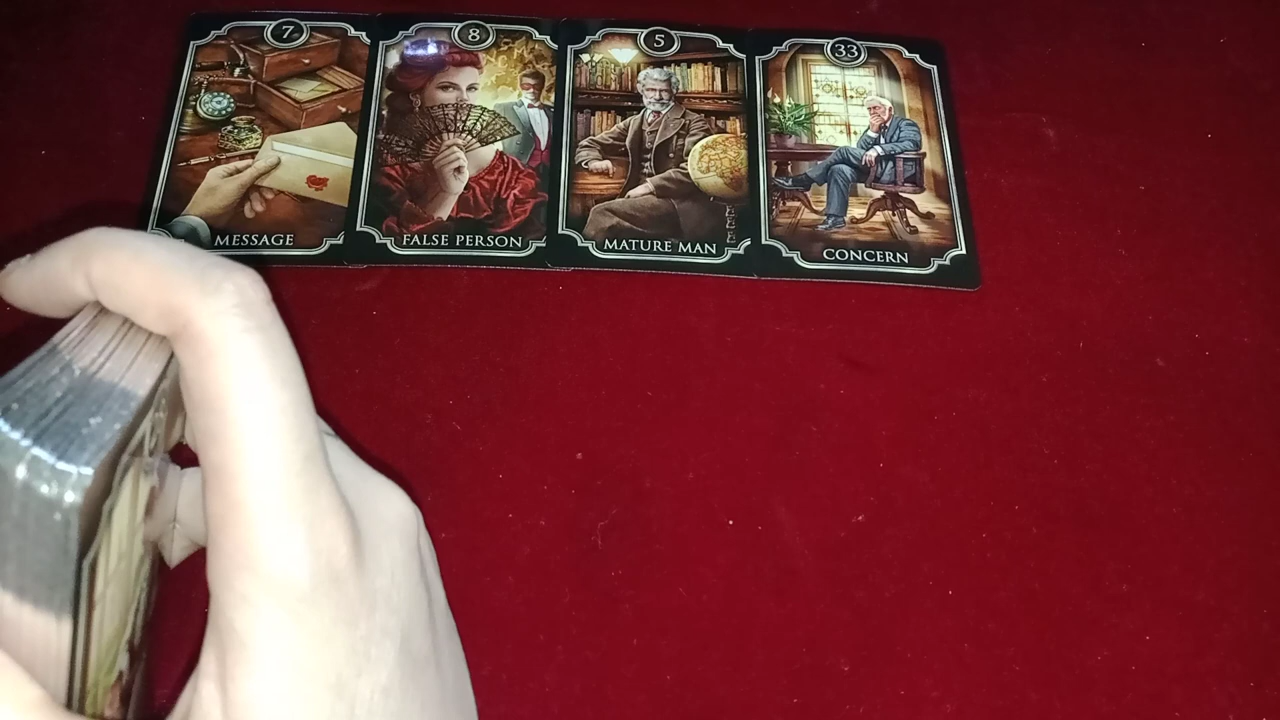 7
MESSAGE
8
FALSE PERSON
5
MATURE MAN
33
CONCERN